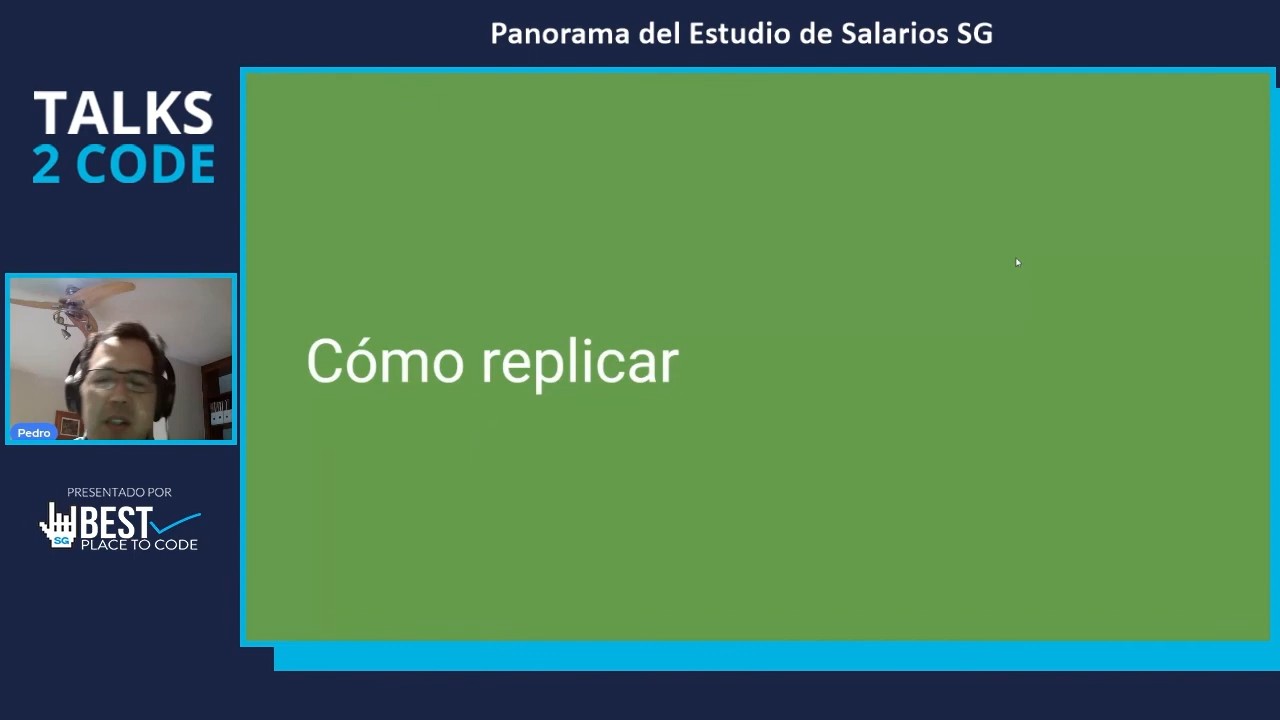 Panorama del Estudio de Salarios SG
TALKS
2 CODE
Cómo replicar
Pedro
PRESENTADO POR
SG
BEST
PLACE TO CODE